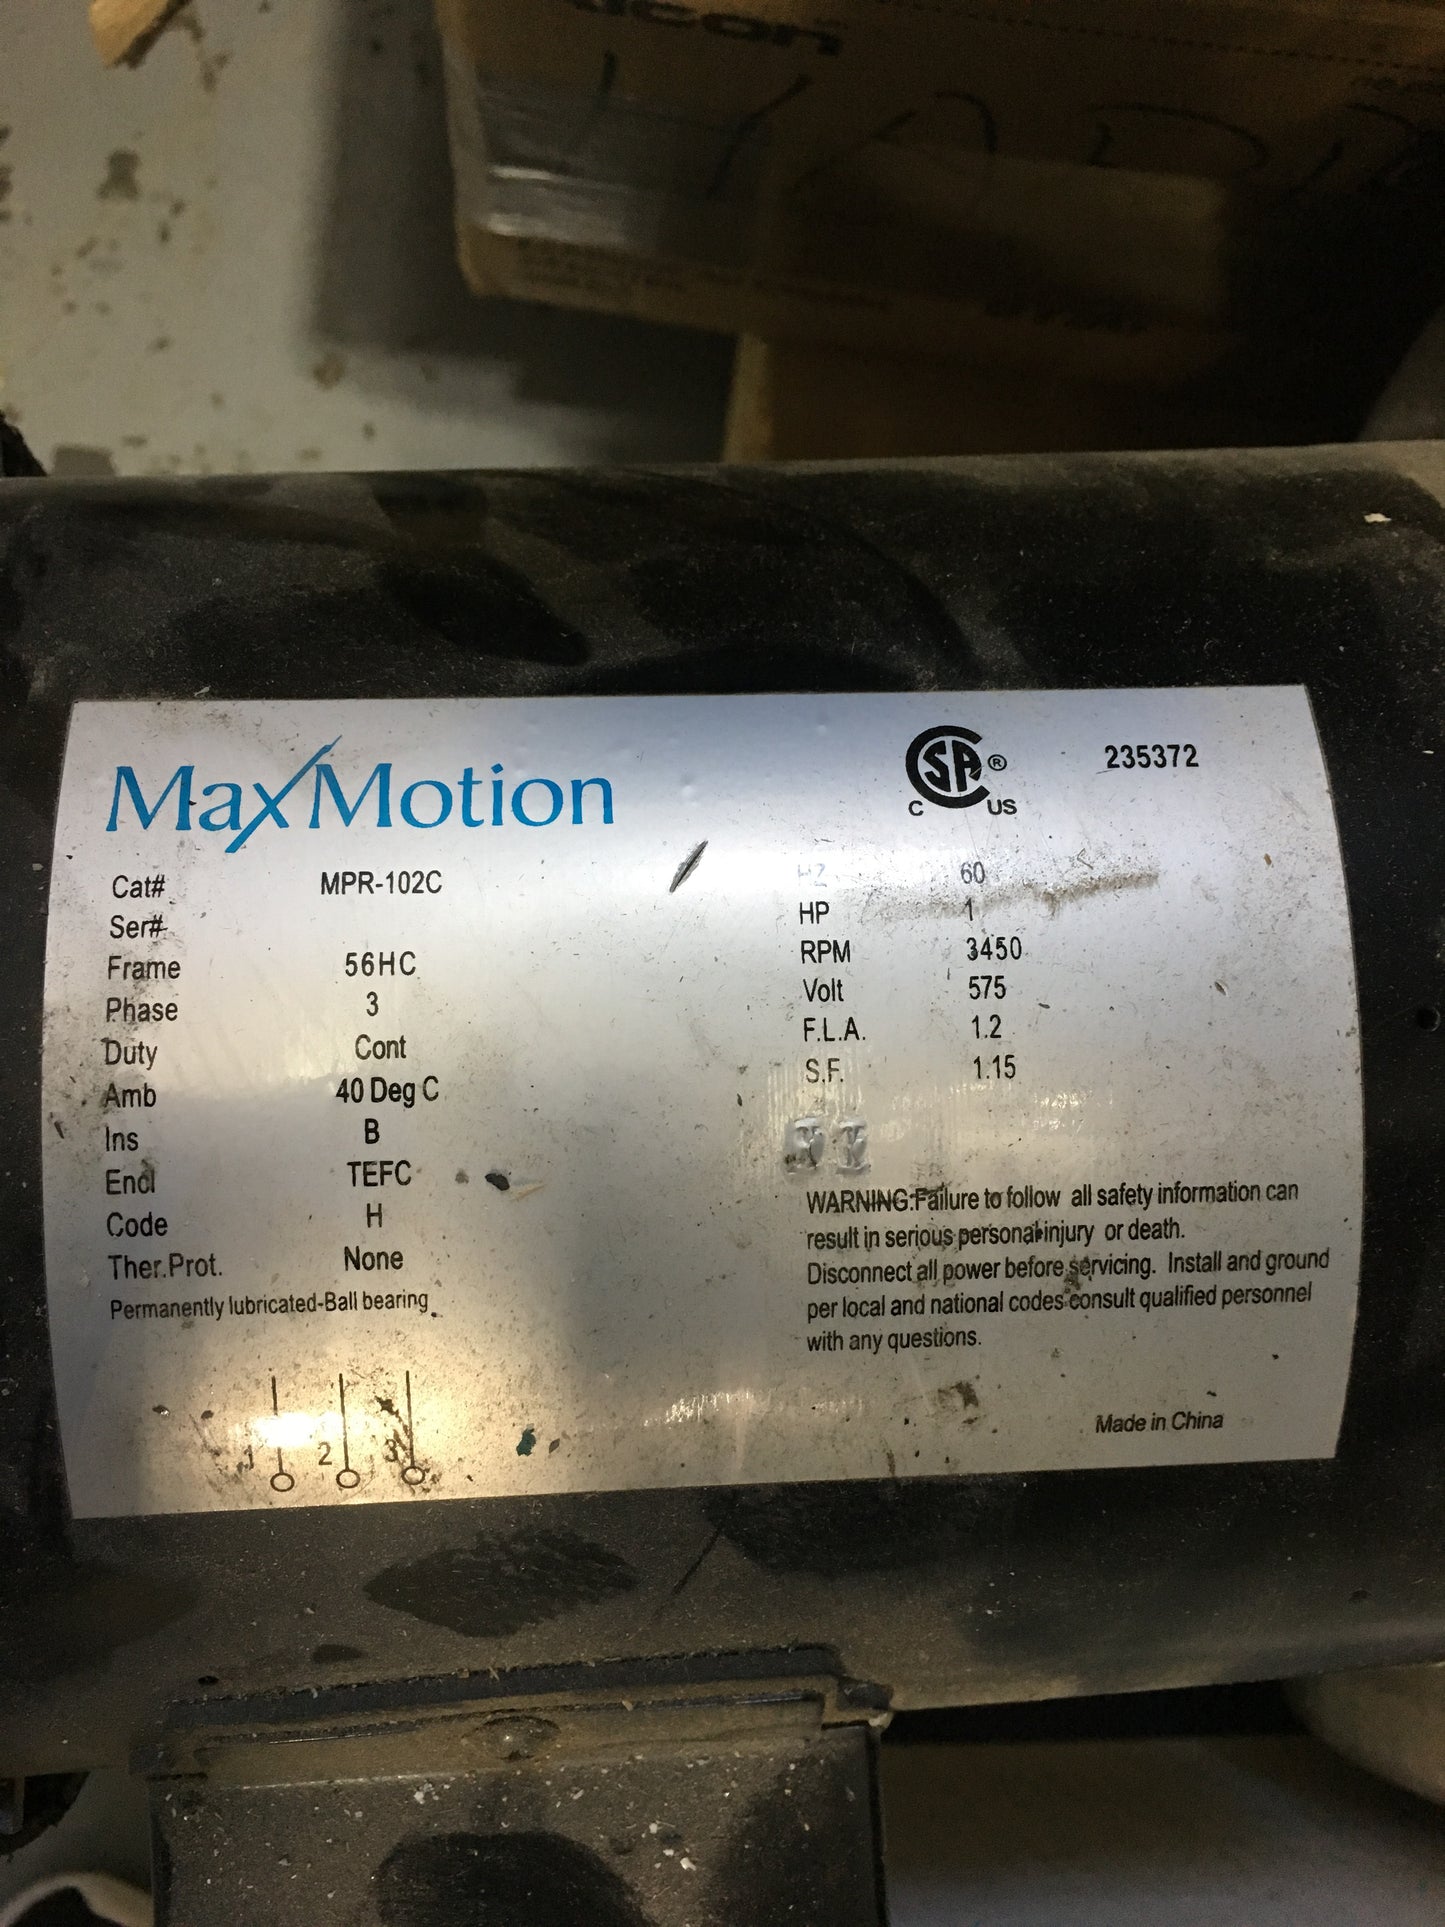 MaxMotion
CSA ® C US
235372
Cat# MPR-102C
Ser#
Frame 56HC
Phase 3
Duty Cont
Amb 40 Deg C
Ins B
Encl TEFC
Code H
Ther.Prot. None
Permanently lubricated-Ball bearing
1 2 3
HZ 60
HP 1
RPM 3450
Volt 575
F.L.A. 1.2
S.F. 1.15
WARNING:Failure to follow all safety information can
result in serious personal injury or death.
Disconnect all power before servicing. Install and ground
per local and national codes consult qualified personnel
with any questions.
Made in China